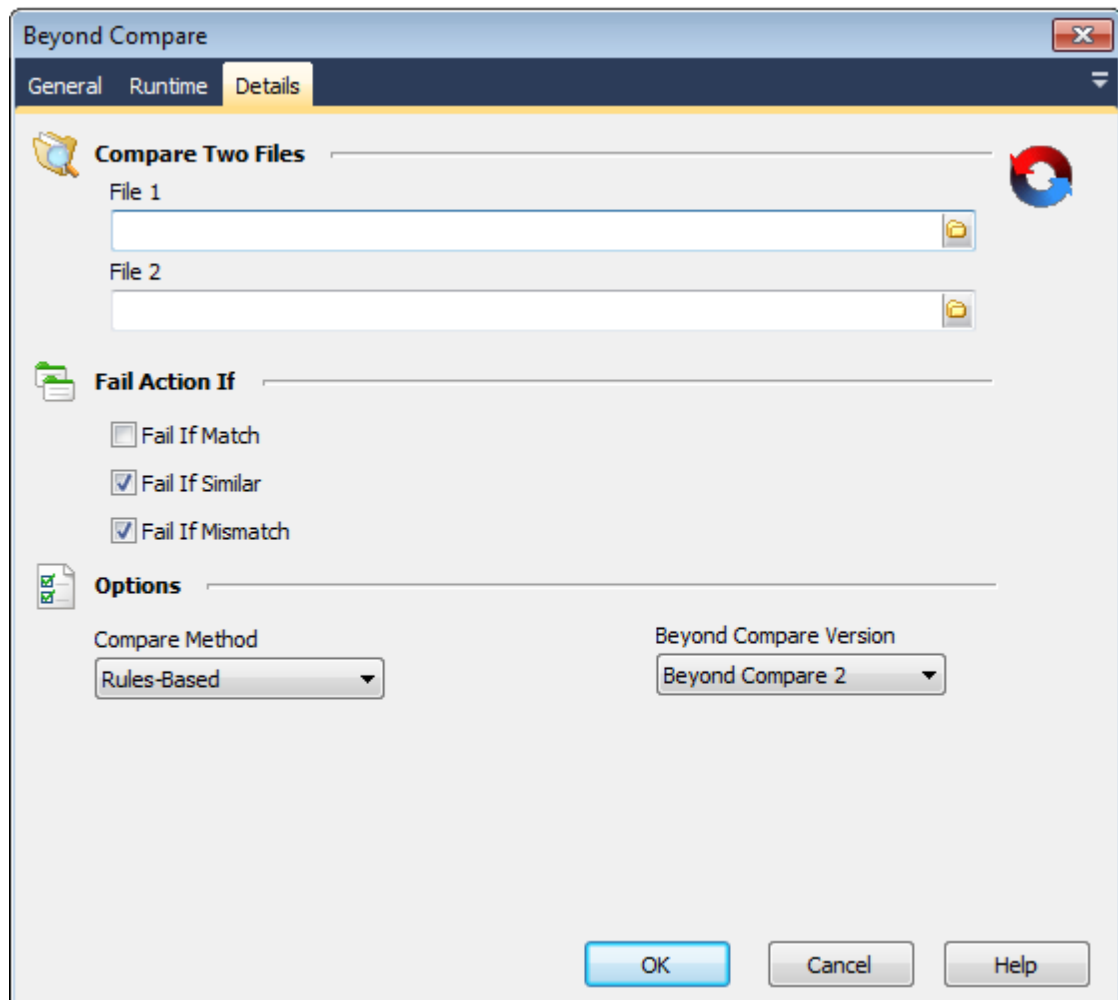 Beyond Compare
General Runtime Details
Compare Two Files
File 1
File 2
Fail Action If
Fail If Match
Fail If Similar
Fail If Mismatch
Options
Compare Method Beyond Compare Version
Rules-Based Beyond Compare 2
OK Cancel Help